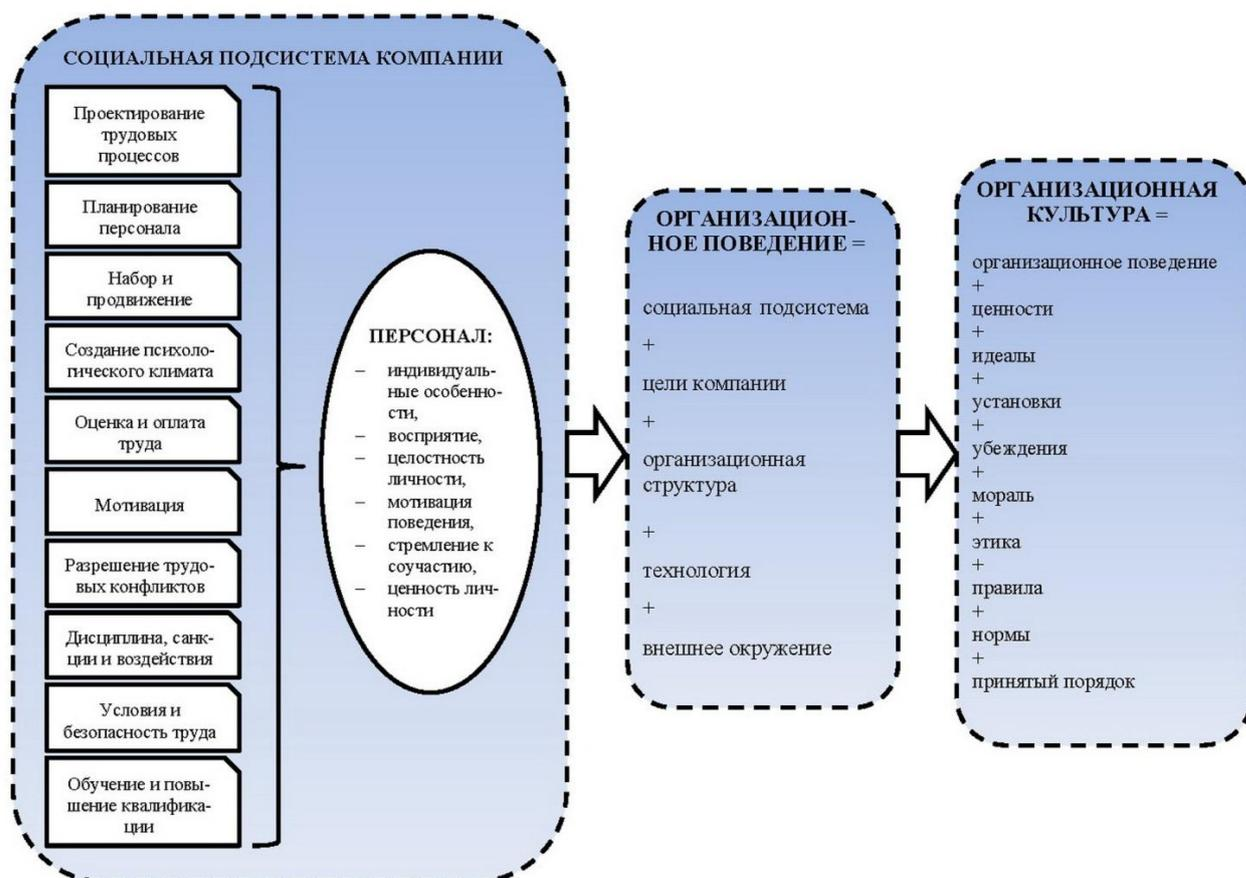 СОЦИАЛЬНАЯ ПОДСИСТЕМА КОМПАНИИ
Проектирование
трудовых
процессов
Планирование
персонала
Набор и
продвижение
Создание психоло-
гического климата
Оценка и оплата
труда
Мотивация
Разрешение трудо-
вых конфликтов
Дисциплина, санк-
ции и воздействия
Условия и
безопасность труда
Обучение и повы-
шение квалифика-
ции
ПЕРСОНАЛ:
– индивидуаль-
ные особенно-
сти,
– восприятие,
– целостность
личности,
– мотивация
поведения,
– стремление к
соучастию,
– ценность лич-
ности
ОРГАНИЗАЦИОН-
НОЕ ПОВЕДЕНИЕ =
социальная подсистема
+
цели компании
+
организационная
структура
+
технология
+
внешнее окружение
ОРГАНИЗАЦИОННАЯ
КУЛЬТУРА =
организационное поведение
+
ценности
+
идеалы
+
установки
+
убеждения
+
мораль
+
этика
+
правила
+
нормы
+
принятый порядок